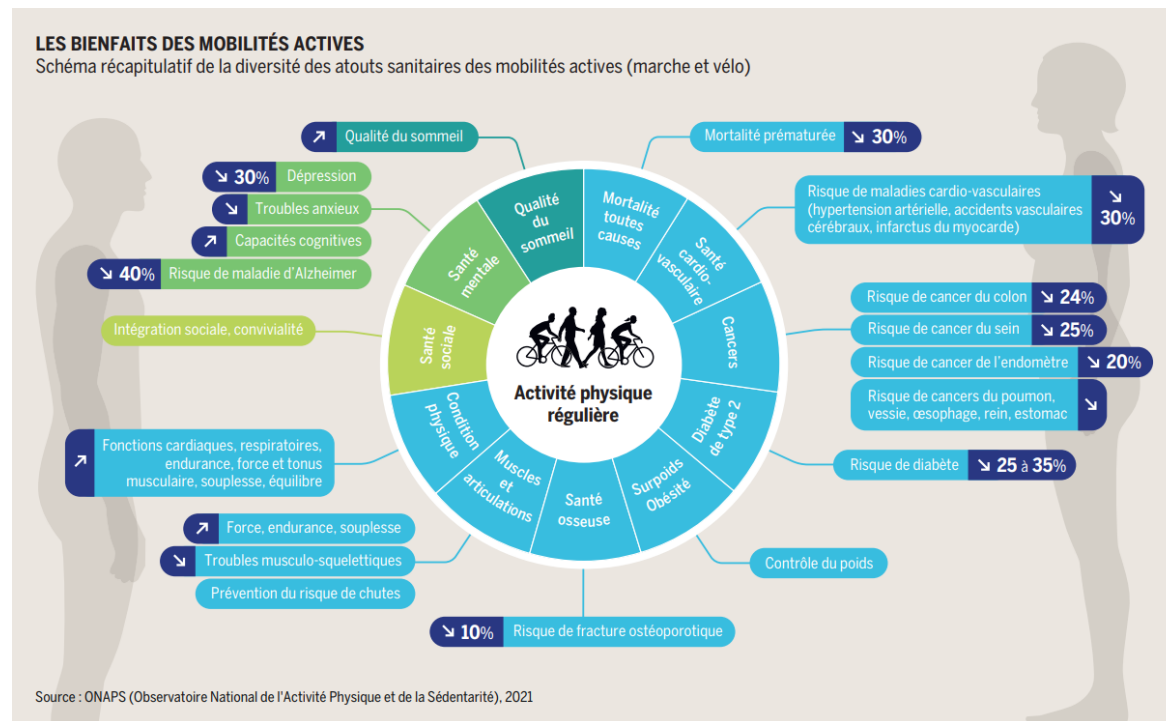 LES BIENFAITS DES MOBILITÉS ACTIVES
Schéma récapitulatif de la diversité des atouts sanitaires des mobilités actives (marche et vélo)
↗ Qualité du sommeil
↘ 30% Dépression
↘ Troubles anxieux
↗ Capacités cognitives
↘ 40% Risque de maladie d'Alzheimer
Intégration sociale, convivialité
↗ Fonctions cardiaques, respiratoires,
endurance, force et tonus
musculaire, souplesse, équilibre
↗ Force, endurance, souplesse
↘ Troubles musculo-squelettiques
Prévention du risque de chutes
↘ 10% Risque de fracture ostéoporotique
Mortalité prématurée ↘ 30%
Risque de maladies cardio-vasculaires
(hypertension artérielle, accidents vasculaires
cérébraux, infarctus du myocarde)
↘
30%
Risque de cancer du colon ↘ 24%
Risque de cancer du sein ↘ 25%
Risque de cancer de l'endomètre ↘ 20%
Risque de cancers du poumon,
vessie, œsophage, rein, estomac ↘
Risque de diabète ↘ 25 à 35%
Contrôle du poids
Qualité
du
sommeil
Mortalité
toutes
causes
Santé
cardio-
vasculaire
Cancers
Diabète
de type 2
Surpoids
Obésité
Santé
osseuse
Muscles
et
articulations
Condition
physique
Santé
sociale
Santé
mentale
Activité physique
régulière
Source : ONAPS (Observatoire National de l'Activité Physique et de la Sédentarité), 2021